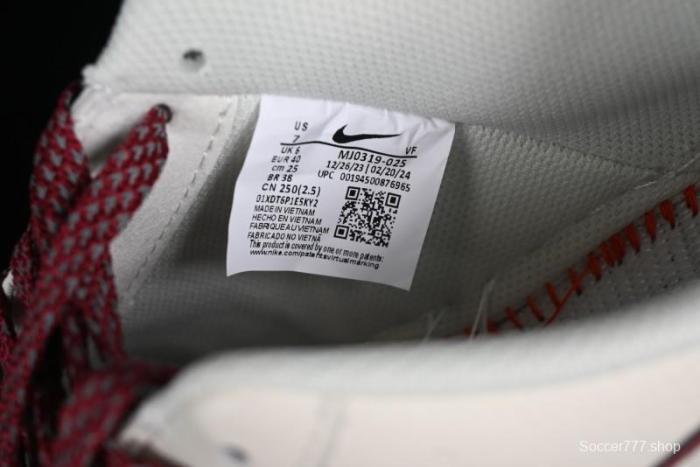 US
7
VF
UK 6
MJ0319-025
EUR 40
12/26/23 | 02/20/24
cm 25
UPC 00194500876965
BR 38
CN 250(2.5)
01XDT6P1E5KY2
MADE IN VIETNAM
HECHO EN VIETNAM
FABRIQUE AU VIETNAM
FABRICADO NO VIETNÃ
This product is covered by one or more patents:
www.nike.com/patentsvirtualmarking
Soccer777.shop